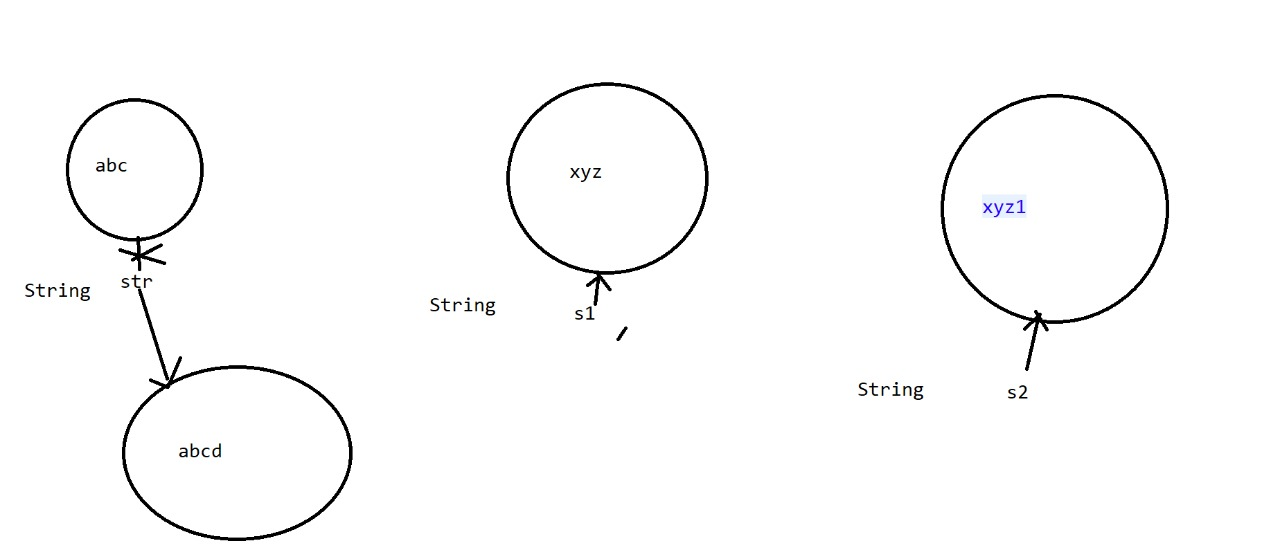 abc
String str
abcd
xyz
String s1
xyz1
String s2